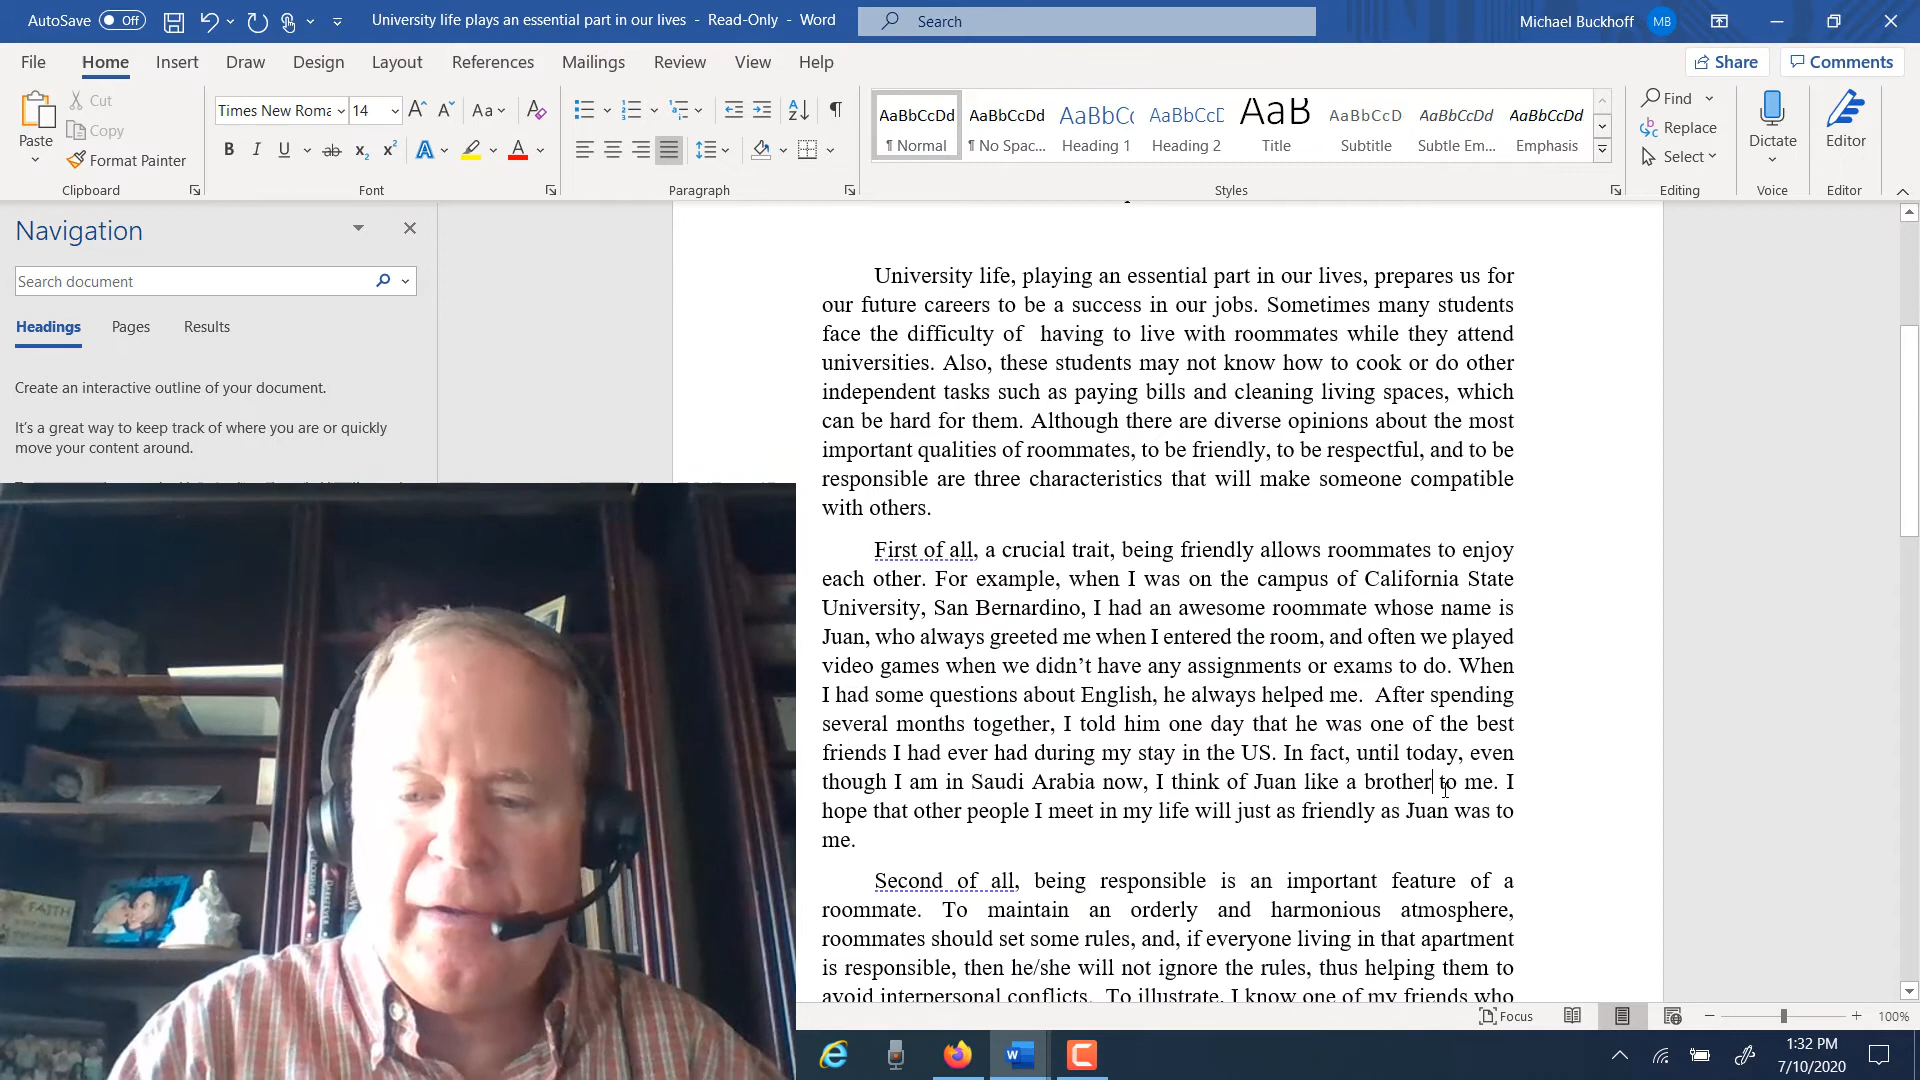 AutoSave Off University life plays an essential part in our lives - Read-Only - Word Search Michael Buckhoff MB
File Home Insert Draw Design Layout References Mailings Review View Help Share Comments
Paste Cut Copy Format Painter Clipboard
Times New Roma 14 Aa
B I U ab x2 x2 A A Font
Paragraph
AaBbCcDd ¶ Normal
AaBbCcDd ¶ No Spac...
AaBbCc Heading 1
AaBbCcD Heading 2
AaB Title
AaBbCcD Subtitle
AaBbCcDd Subtle Em...
AaBbCcDd Emphasis
Styles
Find Replace Select Editing
Dictate Voice
Editor Editor
Navigation
Search document
Headings Pages Results
Create an interactive outline of your document.
It's a great way to keep track of where you are or quickly
move your content around.
University life, playing an essential part in our lives, prepares us for
our future careers to be a success in our jobs. Sometimes many students
face the difficulty of  having to live with roommates while they attend
universities. Also, these students may not know how to cook or do other
independent tasks such as paying bills and cleaning living spaces, which
can be hard for them. Although there are diverse opinions about the most
important qualities of roommates, to be friendly, to be respectful, and to be
responsible are three characteristics that will make someone compatible
with others.
First of all, a crucial trait, being friendly allows roommates to enjoy
each other. For example, when I was on the campus of California State
University, San Bernardino, I had an awesome roommate whose name is
Juan, who always greeted me when I entered the room, and often we played
video games when we didn't have any assignments or exams to do. When
I had some questions about English, he always helped me.  After spending
several months together, I told him one day that he was one of the best
friends I had ever had during my stay in the US. In fact, until today, even
though I am in Saudi Arabia now, I think of Juan like a brother to me. I
hope that other people I meet in my life will just as friendly as Juan was to
me.
Second of all, being responsible is an important feature of a
roommate. To maintain an orderly and harmonious atmosphere,
roommates should set some rules, and, if everyone living in that apartment
is responsible, then he/she will not ignore the rules, thus helping them to
avoid interpersonal conflicts.  To illustrate, I know one of my friends who
FAITH
Focus 100%
1:32 PM
7/10/2020